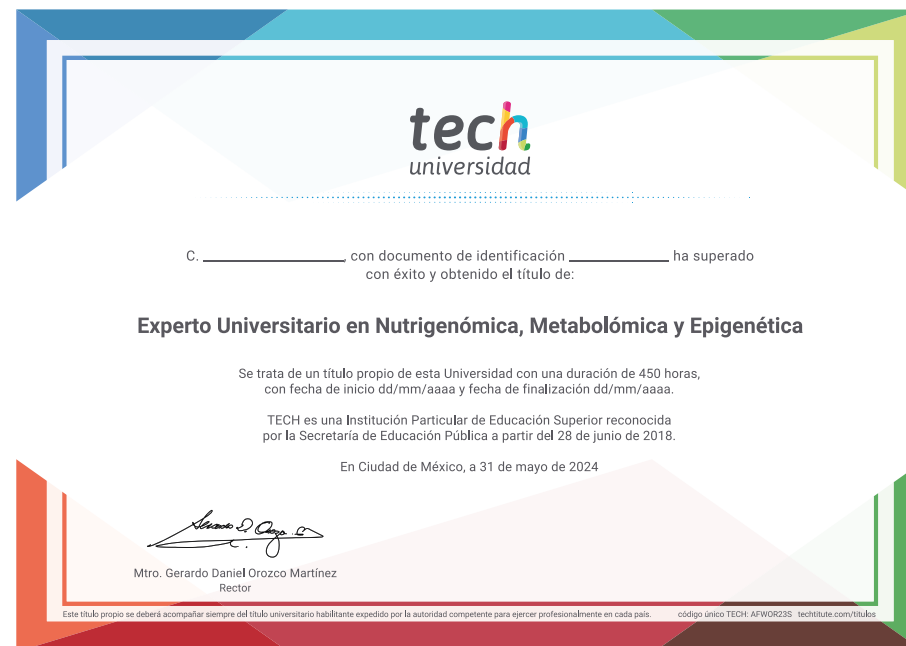 tech
universidad
C. ____________, con documento de identificación ____________ ha superado
con éxito y obtenido el título de:
Experto Universitario en Nutrigenómica, Metabolómica y Epigenética
Se trata de un título propio de esta Universidad con una duración de 450 horas,
con fecha de inicio dd/mm/aaaa y fecha de finalización dd/mm/aaaa.
TECH es una Institución Particular de Educación Superior reconocida
por la Secretaría de Educación Pública a partir del 28 de junio de 2018.
En Ciudad de México, a 31 de mayo de 2024
Mtro. Gerardo Daniel Orozco Martínez
Rector
Este título propio se deberá acompañar siempre del título universitario habilitante expedido por la autoridad competente para ejercer profesionalmente en cada país. código único TECH: AFWOR23S techtitute.com/titulos